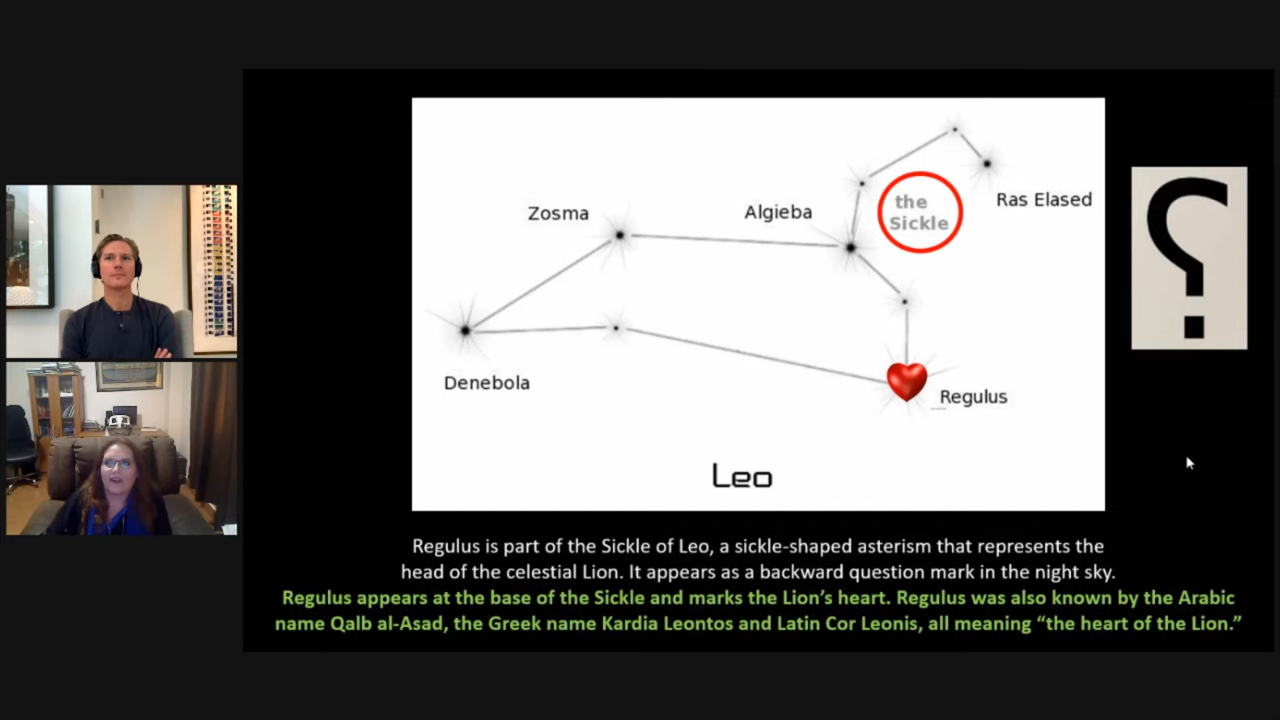 Zosma
Algieba
the
Sickle
Ras Elased
Denebola
Regulus
Leo
Regulus is part of the Sickle of Leo, a sickle-shaped asterism that represents the
head of the celestial Lion. It appears as a backward question mark in the night sky.
Regulus appears at the base of the Sickle and marks the Lion’s heart. Regulus was also known by the Arabic
name Qalb al-Asad, the Greek name Kardia Leontos and Latin Cor Leonis, all meaning “the heart of the Lion.”